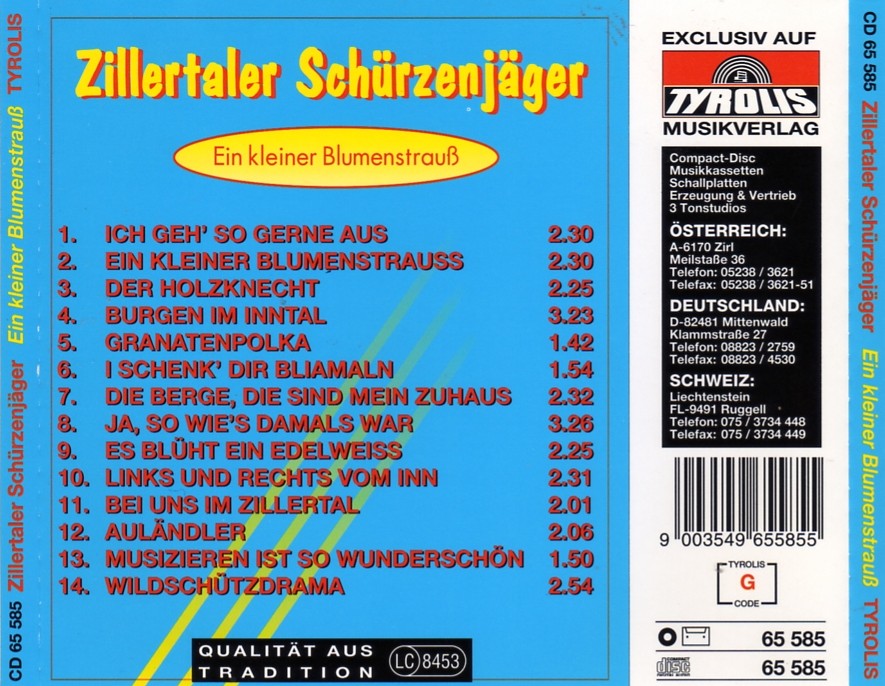 CD 65 585 Zillertaler Schürzenjäger Ein kleiner Blumenstrauß TYROLIS
Zillertaler Schürzenjäger
Ein kleiner Blumenstrauß
1. ICH GEH' SO GERNE AUS 2.30
2. EIN KLEINER BLUMENSTRAUSS 2.30
3. DER HOLZKNECHT 2.25
4. BURGEN IM INNTAL 3.23
5. GRANATENPOLKA 1.42
6. I SCHENK' DIR BLIAMALN 1.54
7. DIE BERGE, DIE SIND MEIN ZUHAUS 2.32
8. JA, SO WIE'S DAMALS WAR 3.26
9. ES BLÜHT EIN EDELWEISS 2.25
10. LINKS UND RECHTS VOM INN 2.31
11. BEI UNS IM ZILLERTAL 2.01
12. AULÄNDLER 2.06
13. MUSIZIEREN IST SO WUNDERSCHÖN 1.50
14. WILDSCHÜTZDRAMA 2.54
QUALITÄT AUS
TRADITION
LC 8453
EXCLUSIV AUF
TYROLIS
MUSIKVERLAG
Compact-Disc
Musikkassetten
Schallplatten
Erzeugung & Vertrieb
3 Tonstudios
ÖSTERREICH:
A-6170 Zirl
Meilstaße 36
Telefon: 05238 / 3621
Telefax: 05238 / 3621-51
DEUTSCHLAND:
D-82481 Mittenwald
Klammstraße 27
Telefon: 08823 / 2759
Telefax: 08823 / 4530
SCHWEIZ:
Liechtenstein
FL-9491 Ruggell
Telefon: 075 / 3734 448
Telefax: 075 / 3734 449
9 003549 655855
TYROLIS
G
CODE
65 585
COMPACT
disc
DIGITAL AUDIO
65 585
CD 65 585 Zillertaler Schürzenjäger Ein kleiner Blumenstrauß TYROLIS